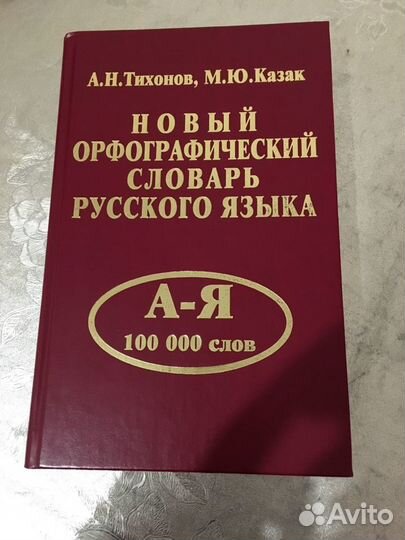 А.Н.Тихонов, М.Ю.Казак
НОВЫЙ
ОРФОГРАФИЧЕСКИЙ
СЛОВАРЬ
РУССКОГО ЯЗЫКА
А-Я
100 000 слов
Avito